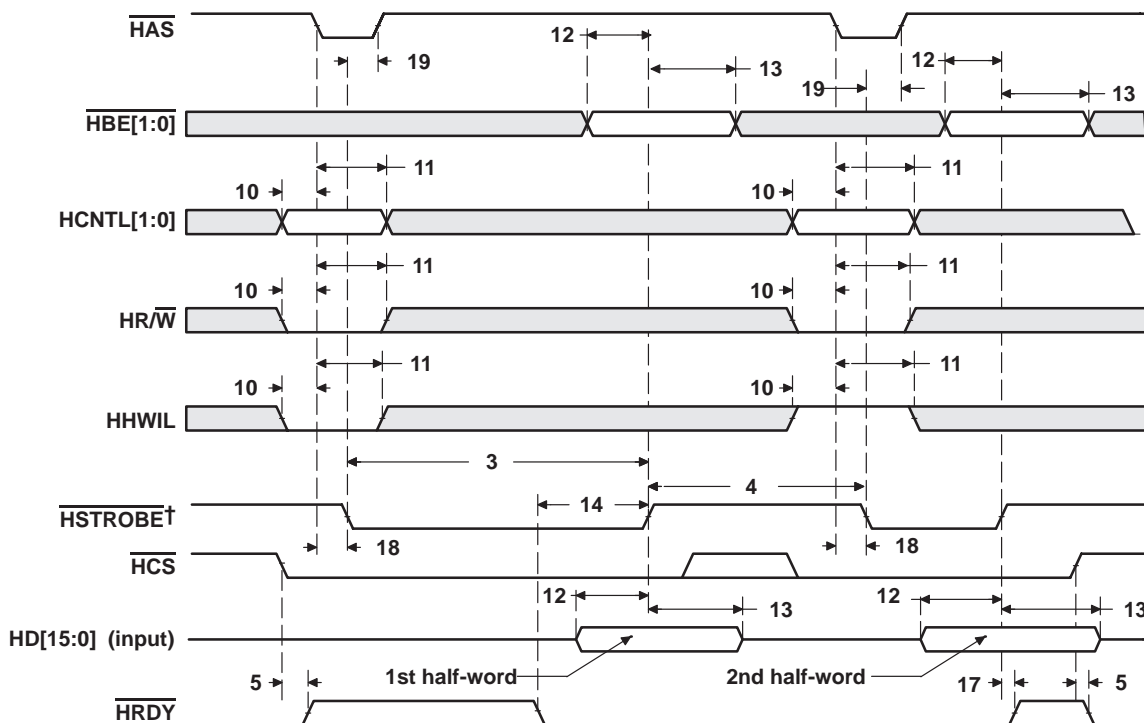 HAS
12
12
19
13
19
13
HBE[1:0]
11
11
10
10
HCNTL[1:0]
11
11
10
10
HR/W
11
11
10
10
HHWIL
3
4
14
HSTROBE†
18
18
HCS
12
12
13
13
HD[15:0] (input)
1st half-word
2nd half-word
5
17
5
HRDY